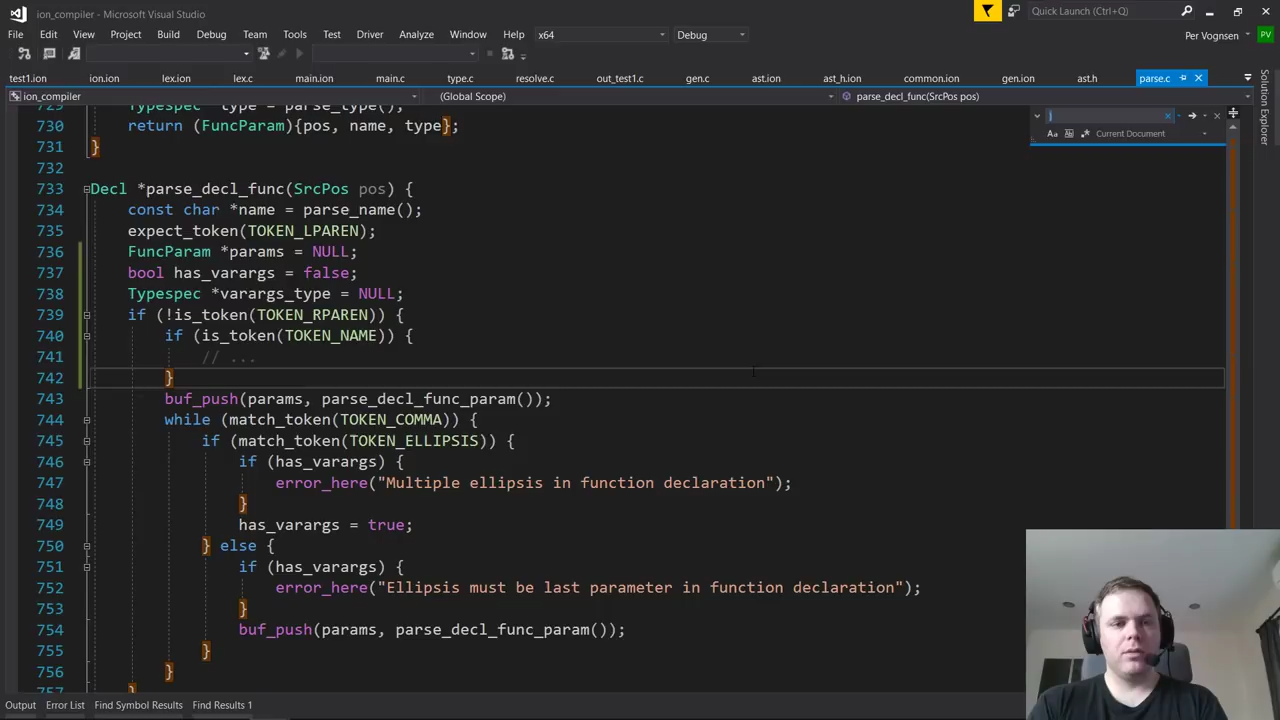 ion_compiler - Microsoft Visual Studio
Quick Launch (Ctrl+Q)
File Edit View Project Build Debug Team Tools Test Driver Analyze Window Help x64 Debug Per Vognsen PV
test1.ion ion.ion lex.ion lex.c main.ion main.c type.c resolve.c out_test1.c gen.c ast.ion ast_h.ion common.ion gen.ion ast.h parse.c
ion_compiler (Global Scope) parse_decl_func(SrcPos pos)
j
Aa Current Document
Solution Explorer
729 Typespec *type = parse_type();
730 return (FuncParam){pos, name, type};
731 }
732
733 Decl *parse_decl_func(SrcPos pos) {
734 const char *name = parse_name();
735 expect_token(TOKEN_LPAREN);
736 FuncParam *params = NULL;
737 bool has_varargs = false;
738 Typespec *varargs_type = NULL;
739 if (!is_token(TOKEN_RPAREN)) {
740 if (is_token(TOKEN_NAME)) {
741 // ...
742 }
743 buf_push(params, parse_decl_func_param());
744 while (match_token(TOKEN_COMMA)) {
745 if (match_token(TOKEN_ELLIPSIS)) {
746 if (has_varargs) {
747 error_here("Multiple ellipsis in function declaration");
748 }
749 has_varargs = true;
750 } else {
751 if (has_varargs) {
752 error_here("Ellipsis must be last parameter in function declaration");
753 }
754 buf_push(params, parse_decl_func_param());
755 }
756 }
757 }
Output Error List Find Symbol Results Find Results 1